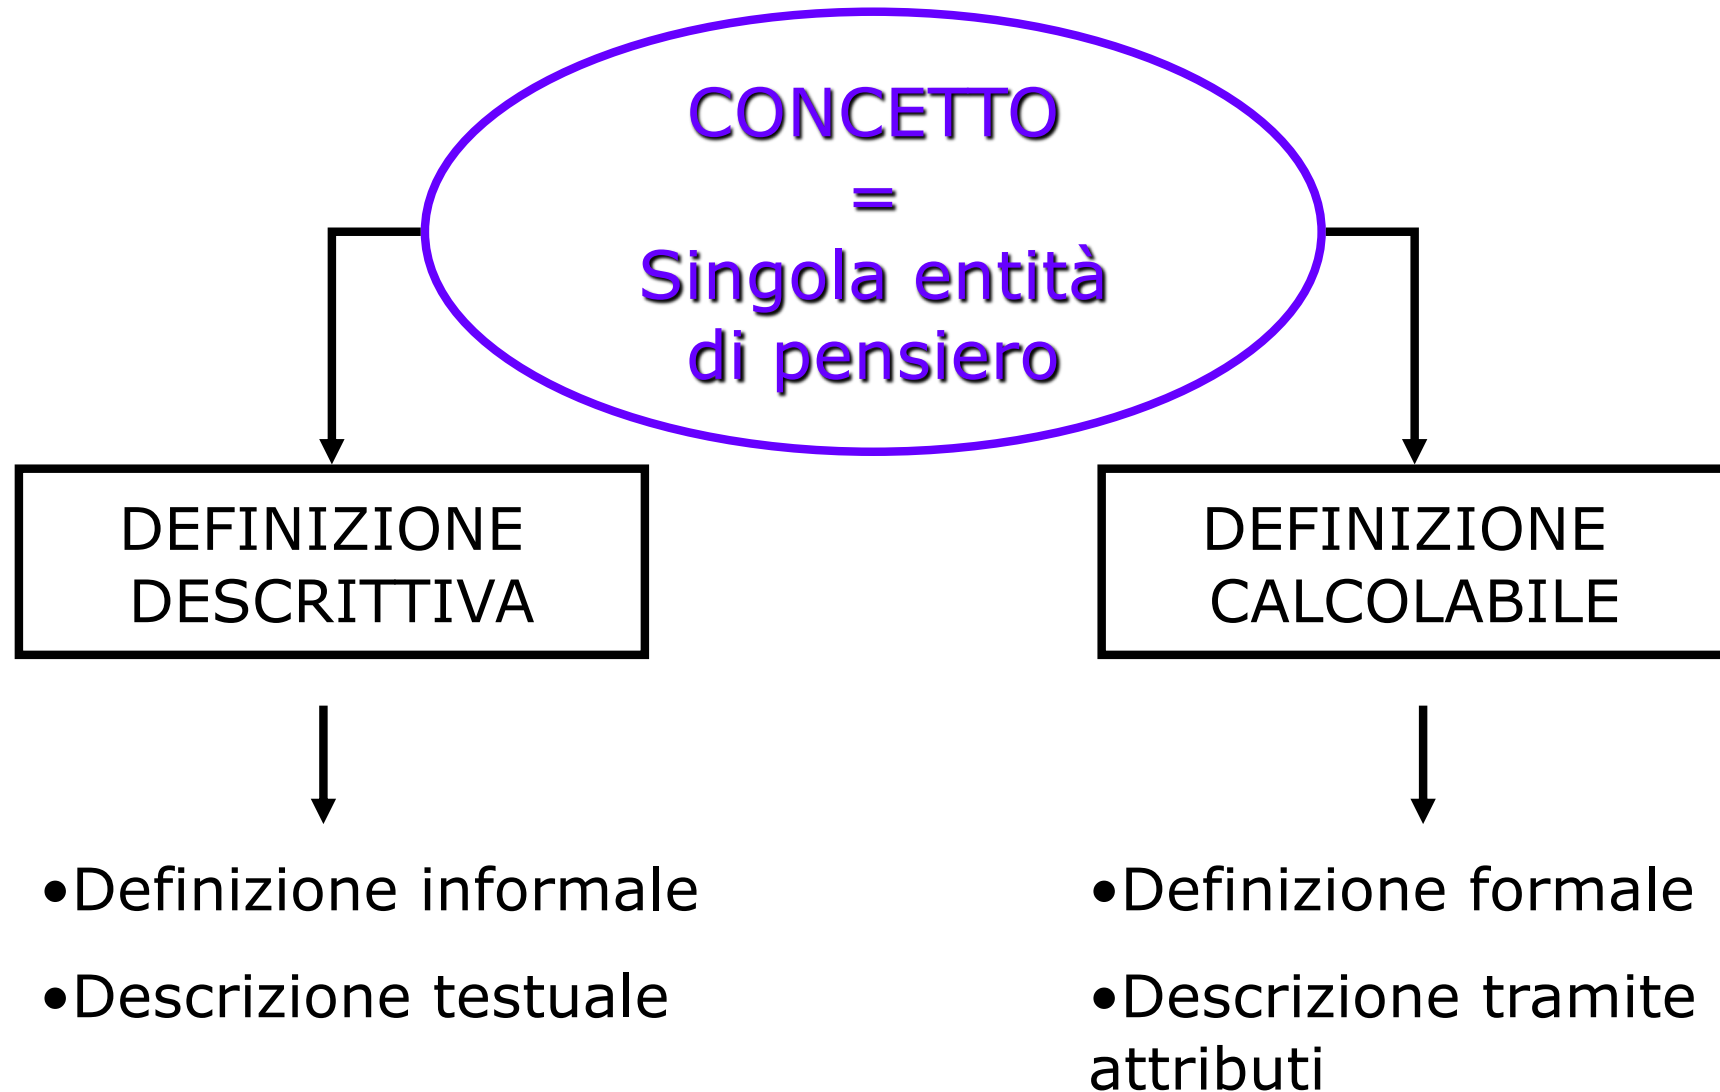 CONCETTO
=
Singola entità
di pensiero
DEFINIZIONE
DESCRITTIVA
DEFINIZIONE
CALCOLABILE
•Definizione informale
•Descrizione testuale
•Definizione formale
•Descrizione tramite
attributi